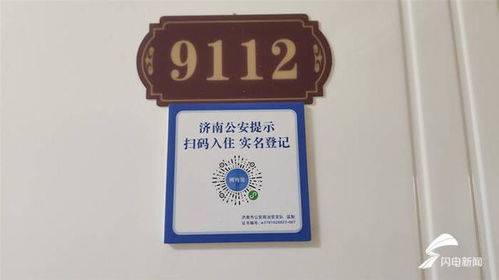 9112
济南公安提示
扫码入住 实名登记
济南市公安局治安支队 监制
闪电新闻